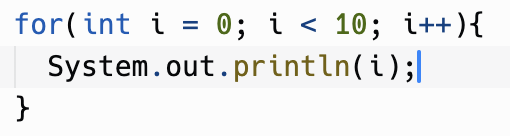 for(int i = 0; i < 10; i++){
  System.out.println(i);
}